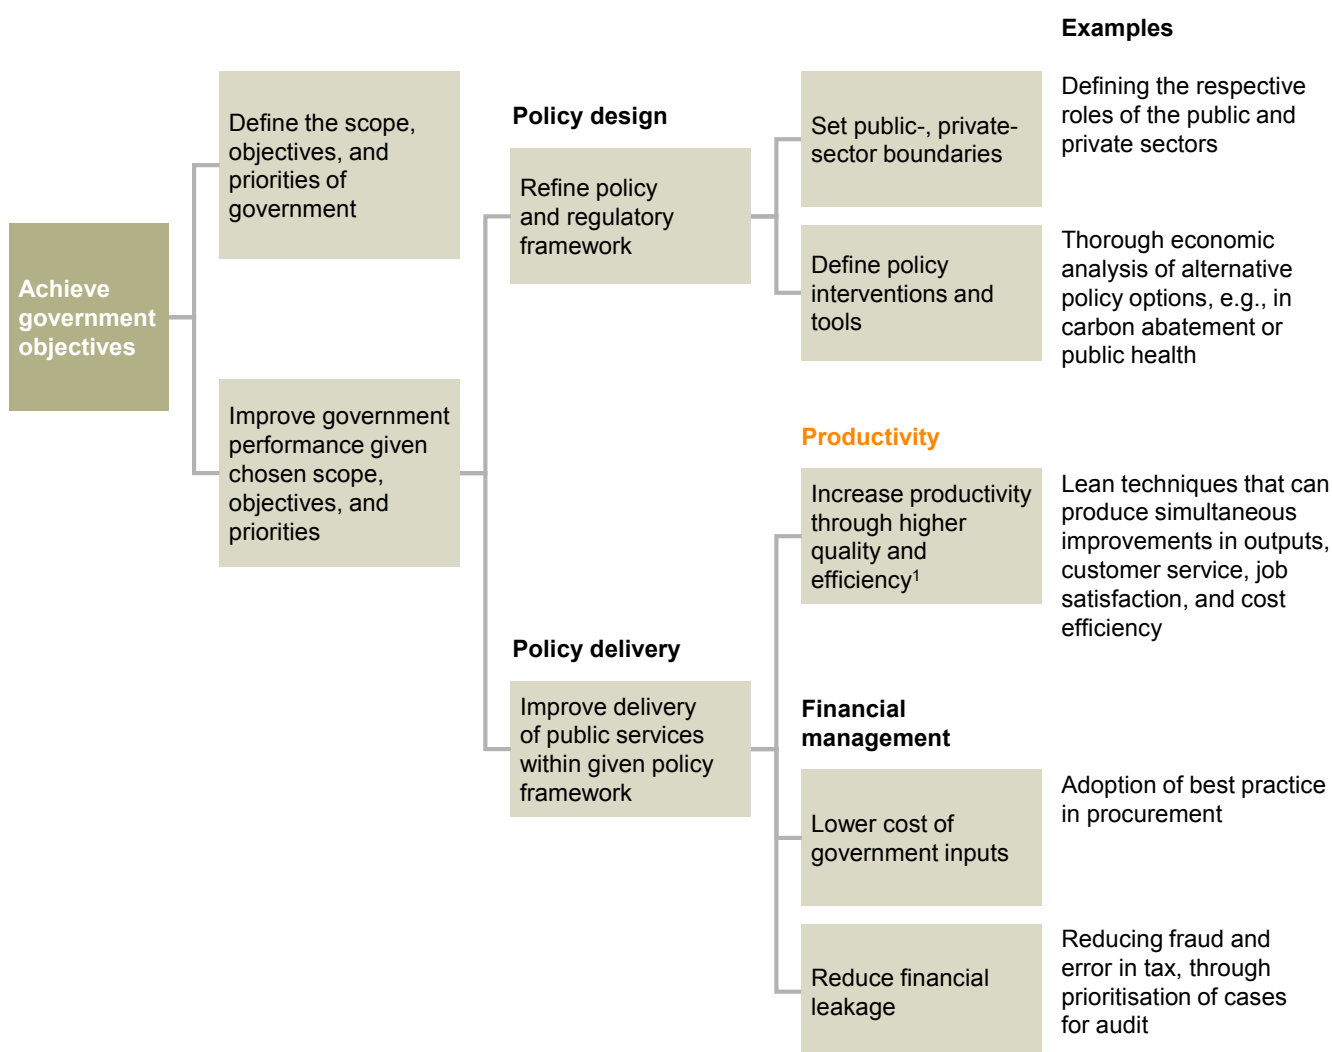 Examples
Achieve
government
objectives
Define the scope,
objectives, and
priorities of
government
Improve government
performance given
chosen scope,
objectives, and
priorities
Policy design
Refine policy
and regulatory
framework
Set public-, private-
sector boundaries
Defining the respective
roles of the public and
private sectors
Define policy
interventions and
tools
Thorough economic
analysis of alternative
policy options, e.g., in
carbon abatement or
public health
Policy delivery
Improve delivery
of public services
within given policy
framework
Productivity
Increase productivity
through higher
quality and
efficiency¹
Lean techniques that can
produce simultaneous
improvements in outputs,
customer service, job
satisfaction, and cost
efficiency
Financial
management
Lower cost of
government inputs
Adoption of best practice
in procurement
Reduce financial
leakage
Reducing fraud and
error in tax, through
prioritisation of cases
for audit